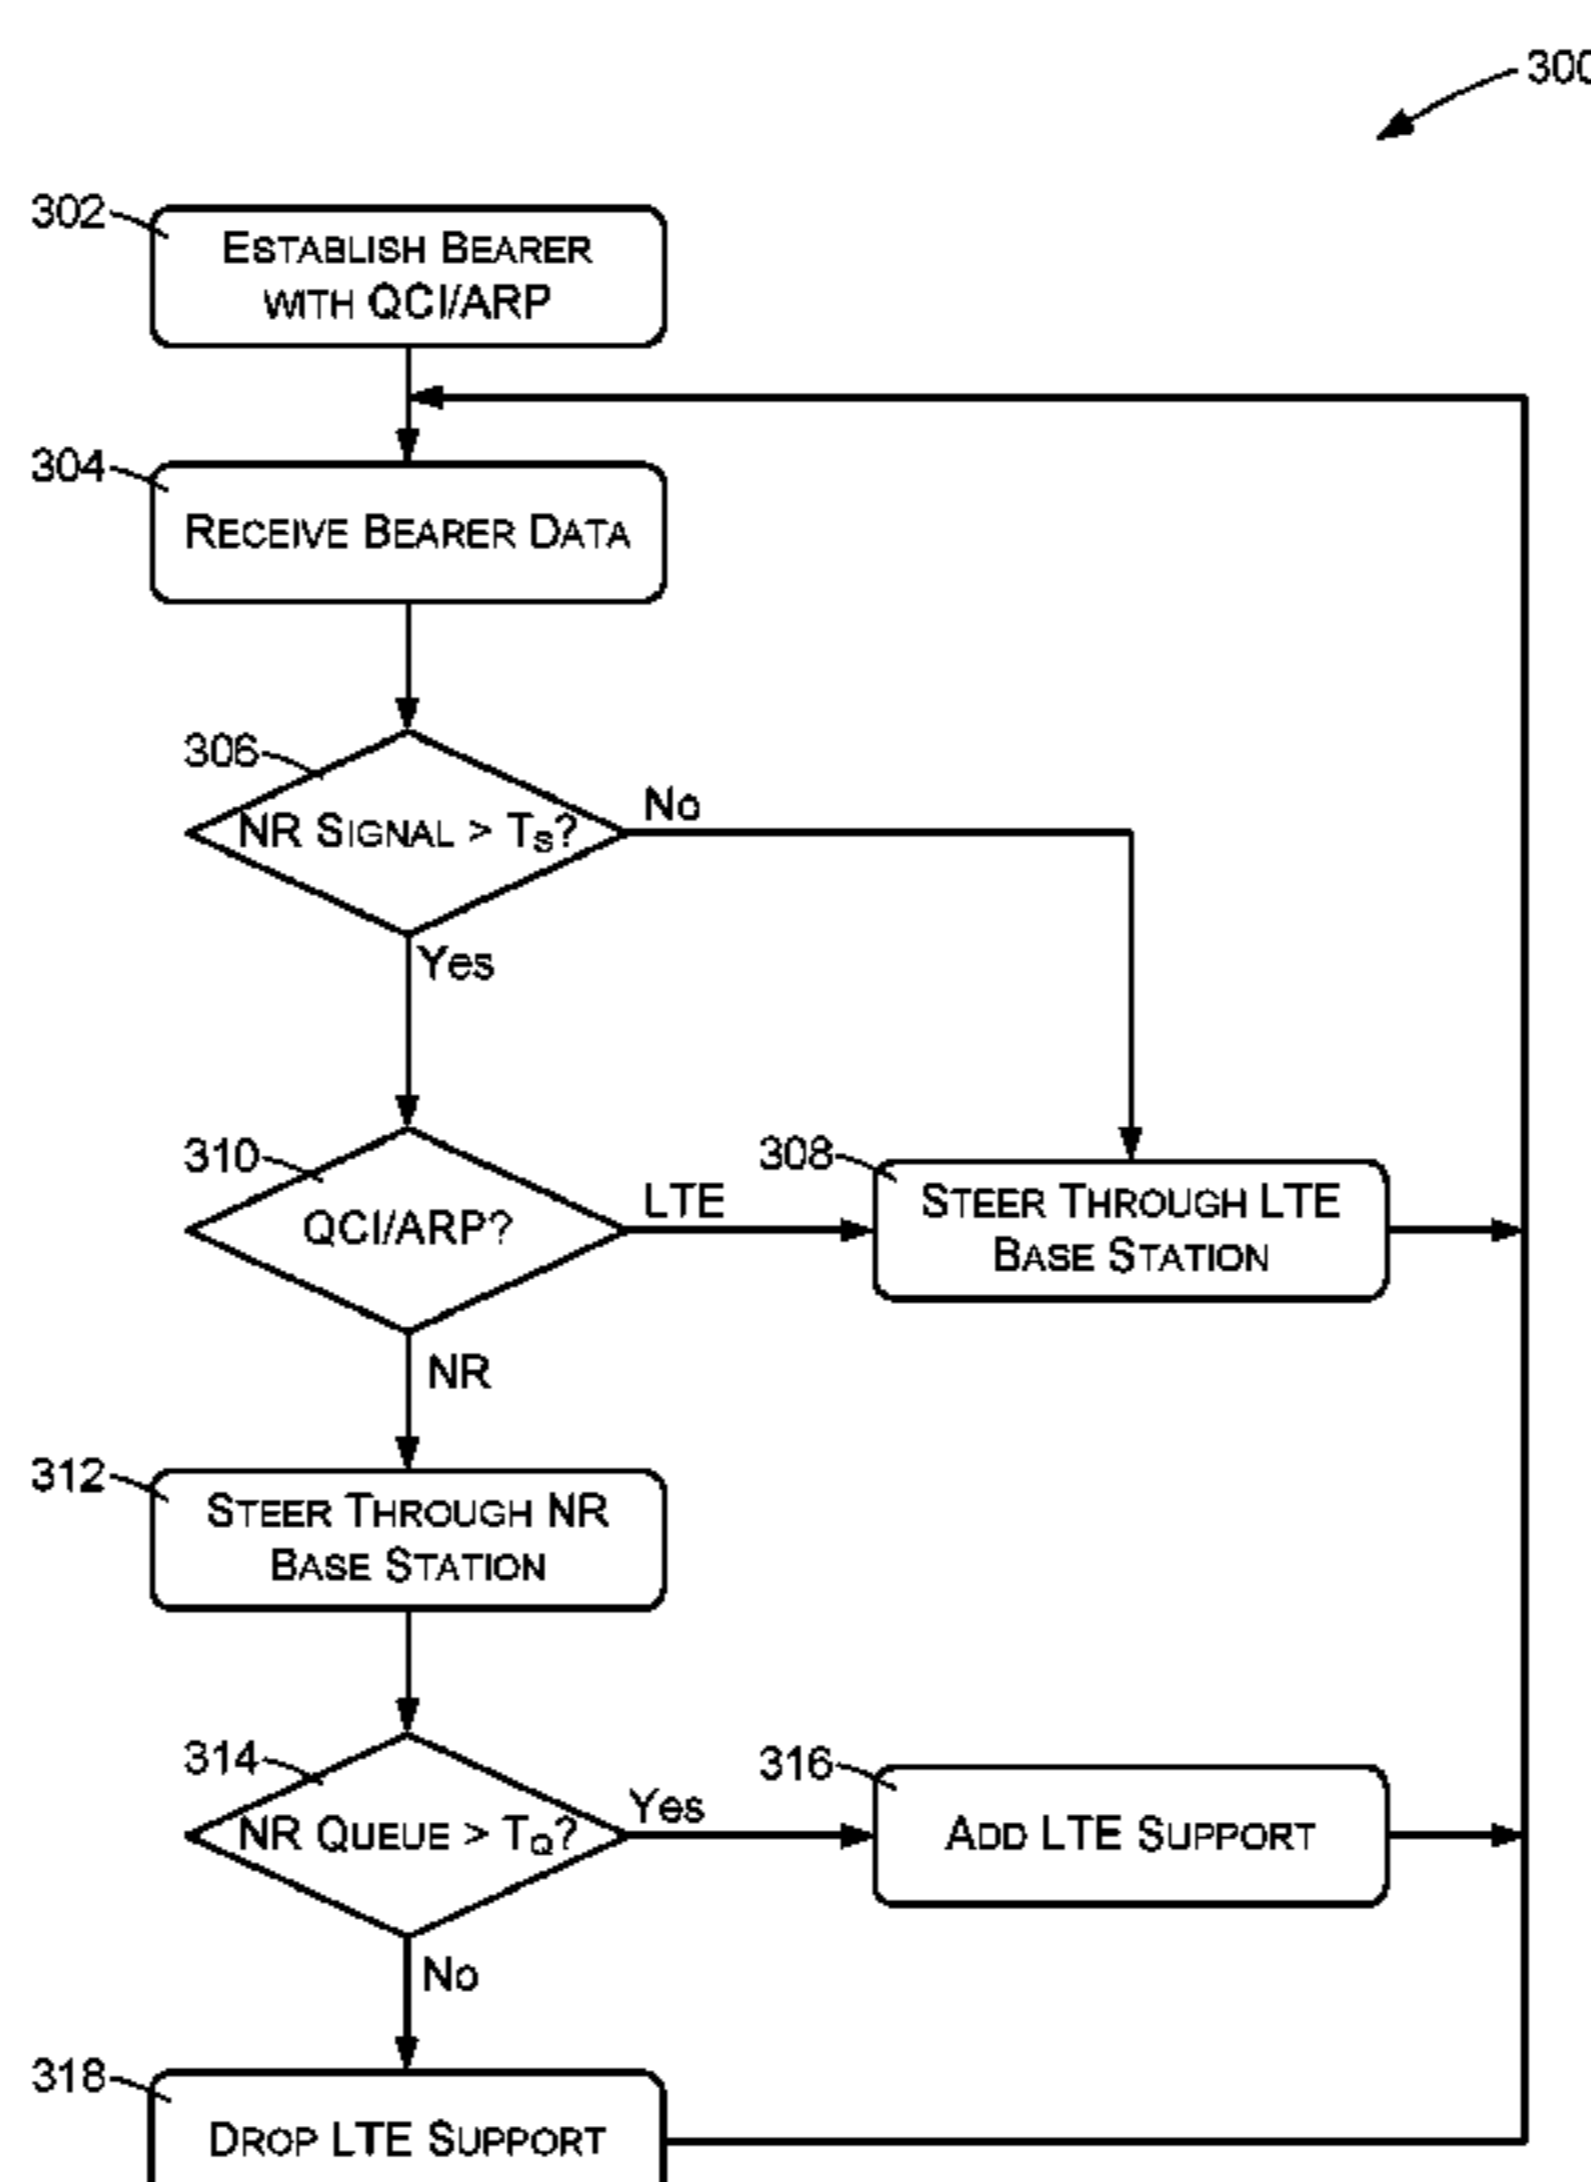 300
302
ESTABLISH BEARER
WITH QCI/ARP
304
RECEIVE BEARER DATA
306
NR SIGNAL > TS?
No
Yes
310
QCI/ARP?
LTE
308
STEER THROUGH LTE
BASE STATION
NR
312
STEER THROUGH NR
BASE STATION
314
NR QUEUE > TQ?
Yes
316
ADD LTE SUPPORT
No
318
DROP LTE SUPPORT